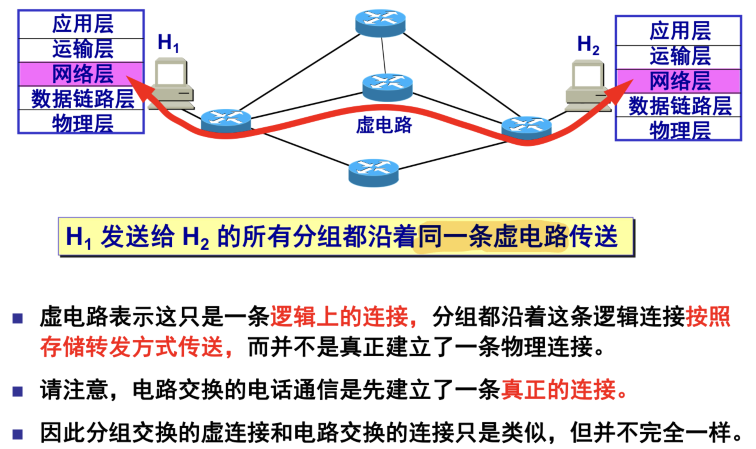 应用层
运输层
网络层
数据链路层
物理层
H₁
虚电路
H₂
应用层
运输层
网络层
数据链路层
物理层
H₁ 发送给 H₂ 的所有分组都沿着同一条虚电路传送
虚电路表示这只是一条逻辑上的连接，分组都沿着这条逻辑连接按照
存储转发方式传送，而并不是真正建立了一条物理连接。
请注意，电路交换的电话通信是先建立了一条真正的连接。
因此分组交换的虚连接和电路交换的连接只是类似，但并不完全一样。